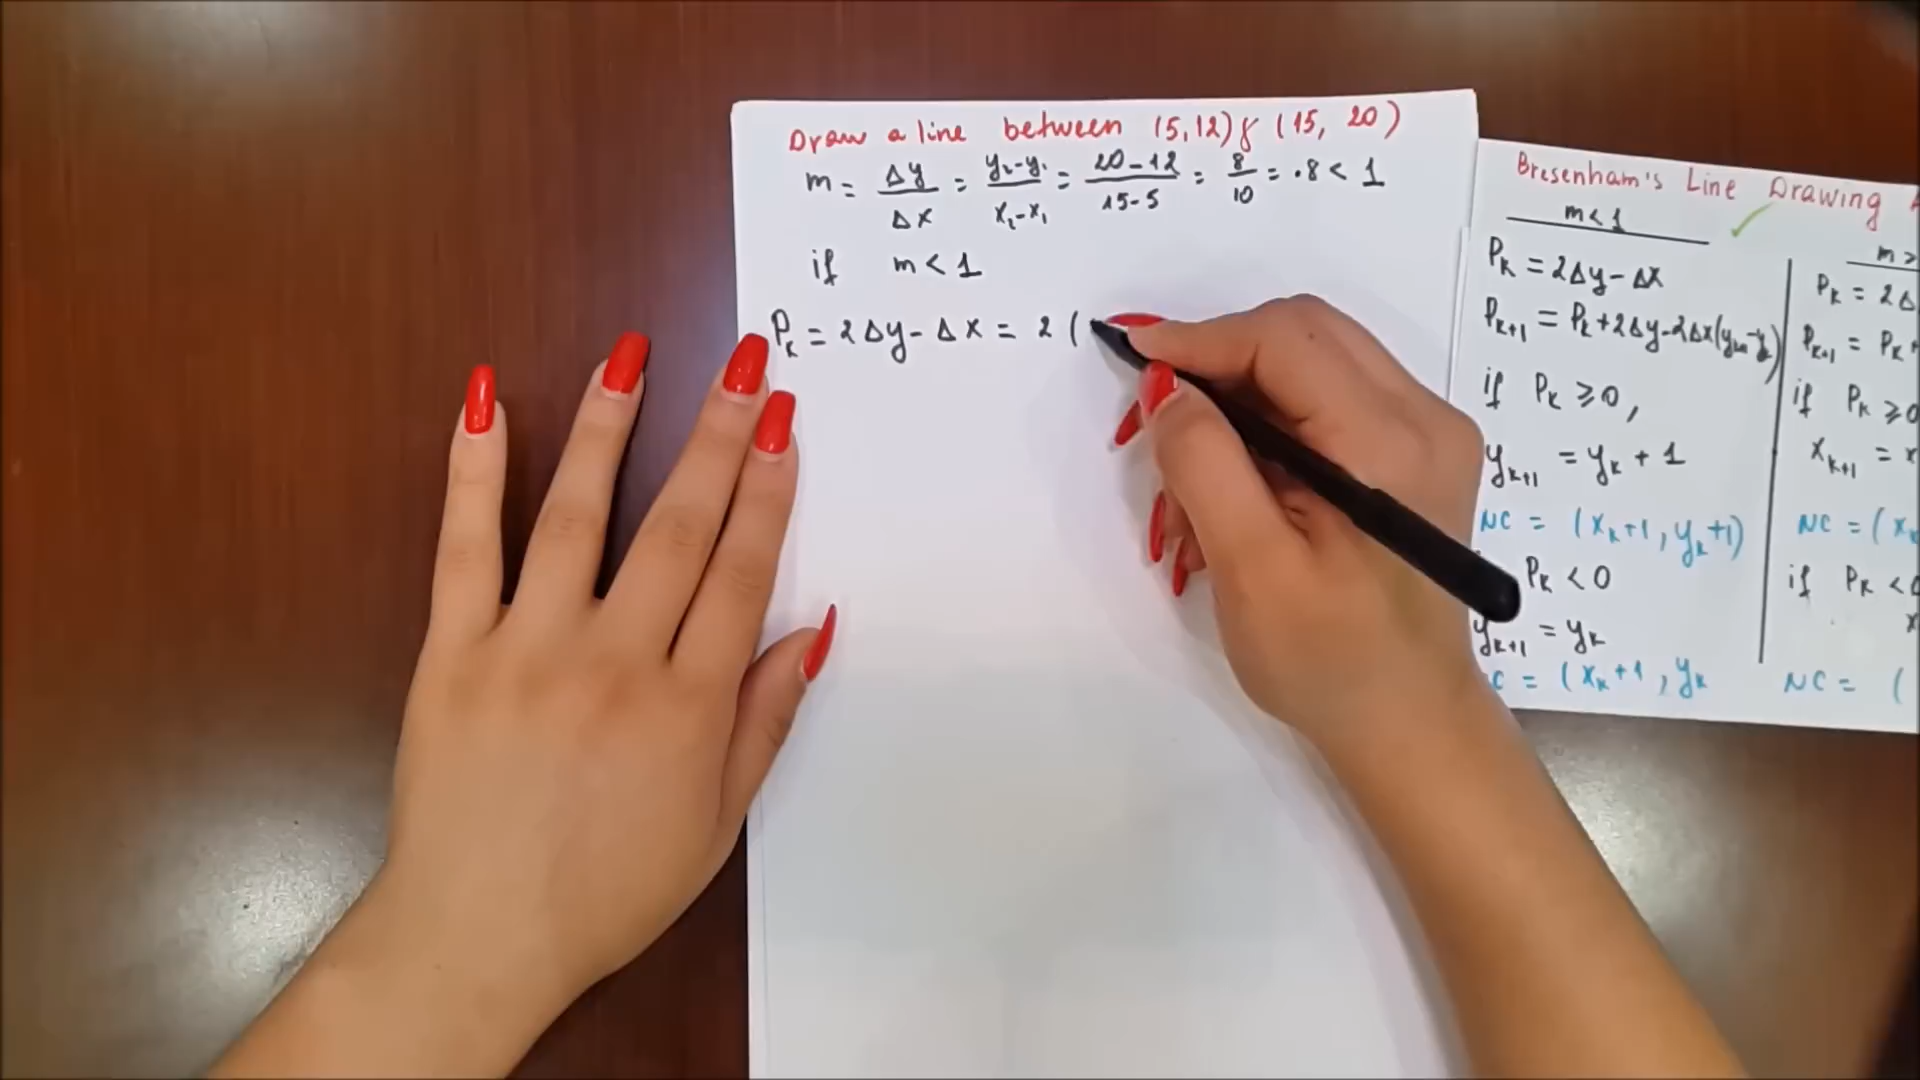 Draw a line between (5,12) & (15, 20)
m = Δy/Δx = y₂-y₁/x₂-x₁ = 20-12/15-5 = 8/10 = .8 < 1
if m < 1
Pₖ = 2Δy - Δx = 2 (
Bresenham's Line Drawing
m < 1
Pₖ = 2Δy - Δx
Pₖ₊₁ = Pₖ + 2Δy - 2Δx(yₖ₊₁-yₖ)
if Pₖ ⩾ 0,
yₖ₊₁ = yₖ + 1
NC = (xₖ+1, yₖ+1)
Pₖ < 0
yₖ₊₁ = yₖ
C = (xₖ+1, yₖ
m >
Pₖ = 2Δ
Pₖ₊₁ = Pₖ +
if Pₖ ⩾ 0
xₖ₊₁ = x
NC = (xₖ
if Pₖ < 0
x
NC = (